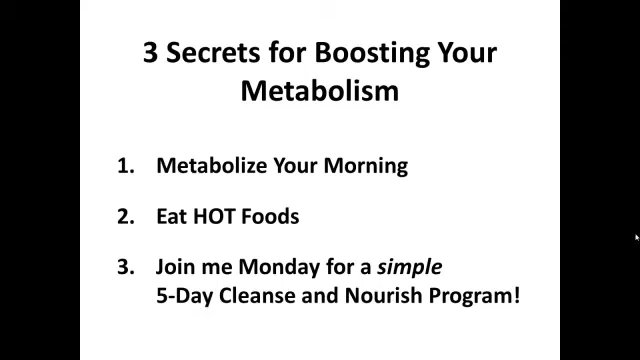 3 Secrets for Boosting Your
Metabolism
1. Metabolize Your Morning
2. Eat HOT Foods
3. Join me Monday for a simple
5-Day Cleanse and Nourish Program!